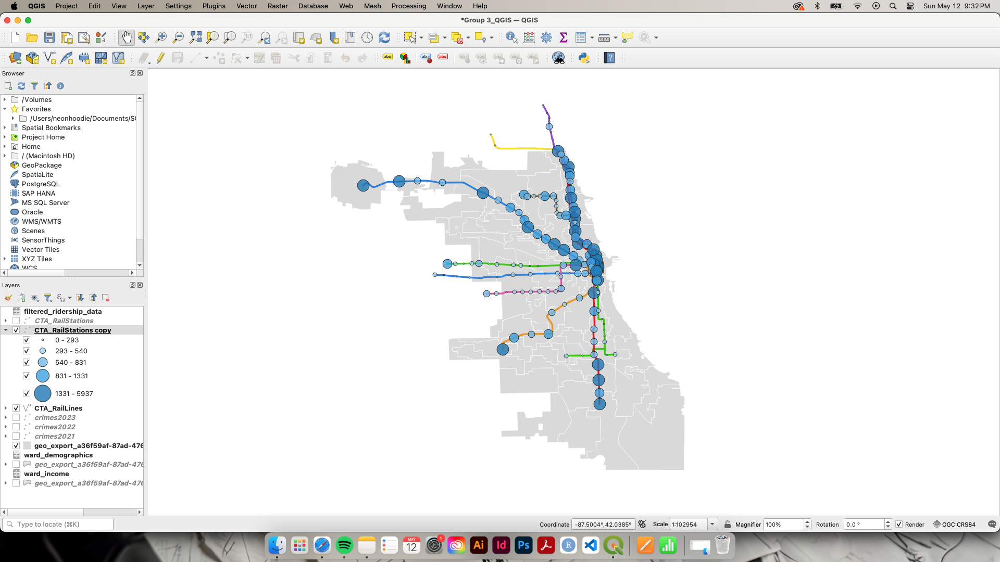 QGIS Project Edit View Layer Settings Plugins Vector Raster Database Web Mesh Processing Window Help Sun May 12 9:32 PM
*Group 3_QGIS — QGIS
abc abc abc
Browser
/Volumes
Favorites
/Users/neonhoodie/Documents/S
Spatial Bookmarks
Project Home
Home
/ (Macintosh HD)
GeoPackage
SpatiaLite
PostgreSQL
SAP HANA
MS SQL Server
Oracle
WMS/WMTS
Scenes
SensorThings
Vector Tiles
XYZ Tiles
WCS
Layers
filtered_ridership_data
CTA_RailStations
CTA_RailStations copy
0 - 293
293 - 540
540 - 831
831 - 1331
1331 - 5937
CTA_RailLines
crimes2023
crimes2022
crimes2021
geo_export_a36f59af-87ad-476
ward_demographics
geo_export_a36f59af-87ad-476
ward_income
geo_export_a36f59af-87ad-476
Type to locate (⌘K)
Coordinate -87.5004°,42.0385° Scale 1:102954 Magnifier 100% Rotation 0.0 ° Render OGC:CRS84
MAY
12
1
Ai
Id
Ps
R